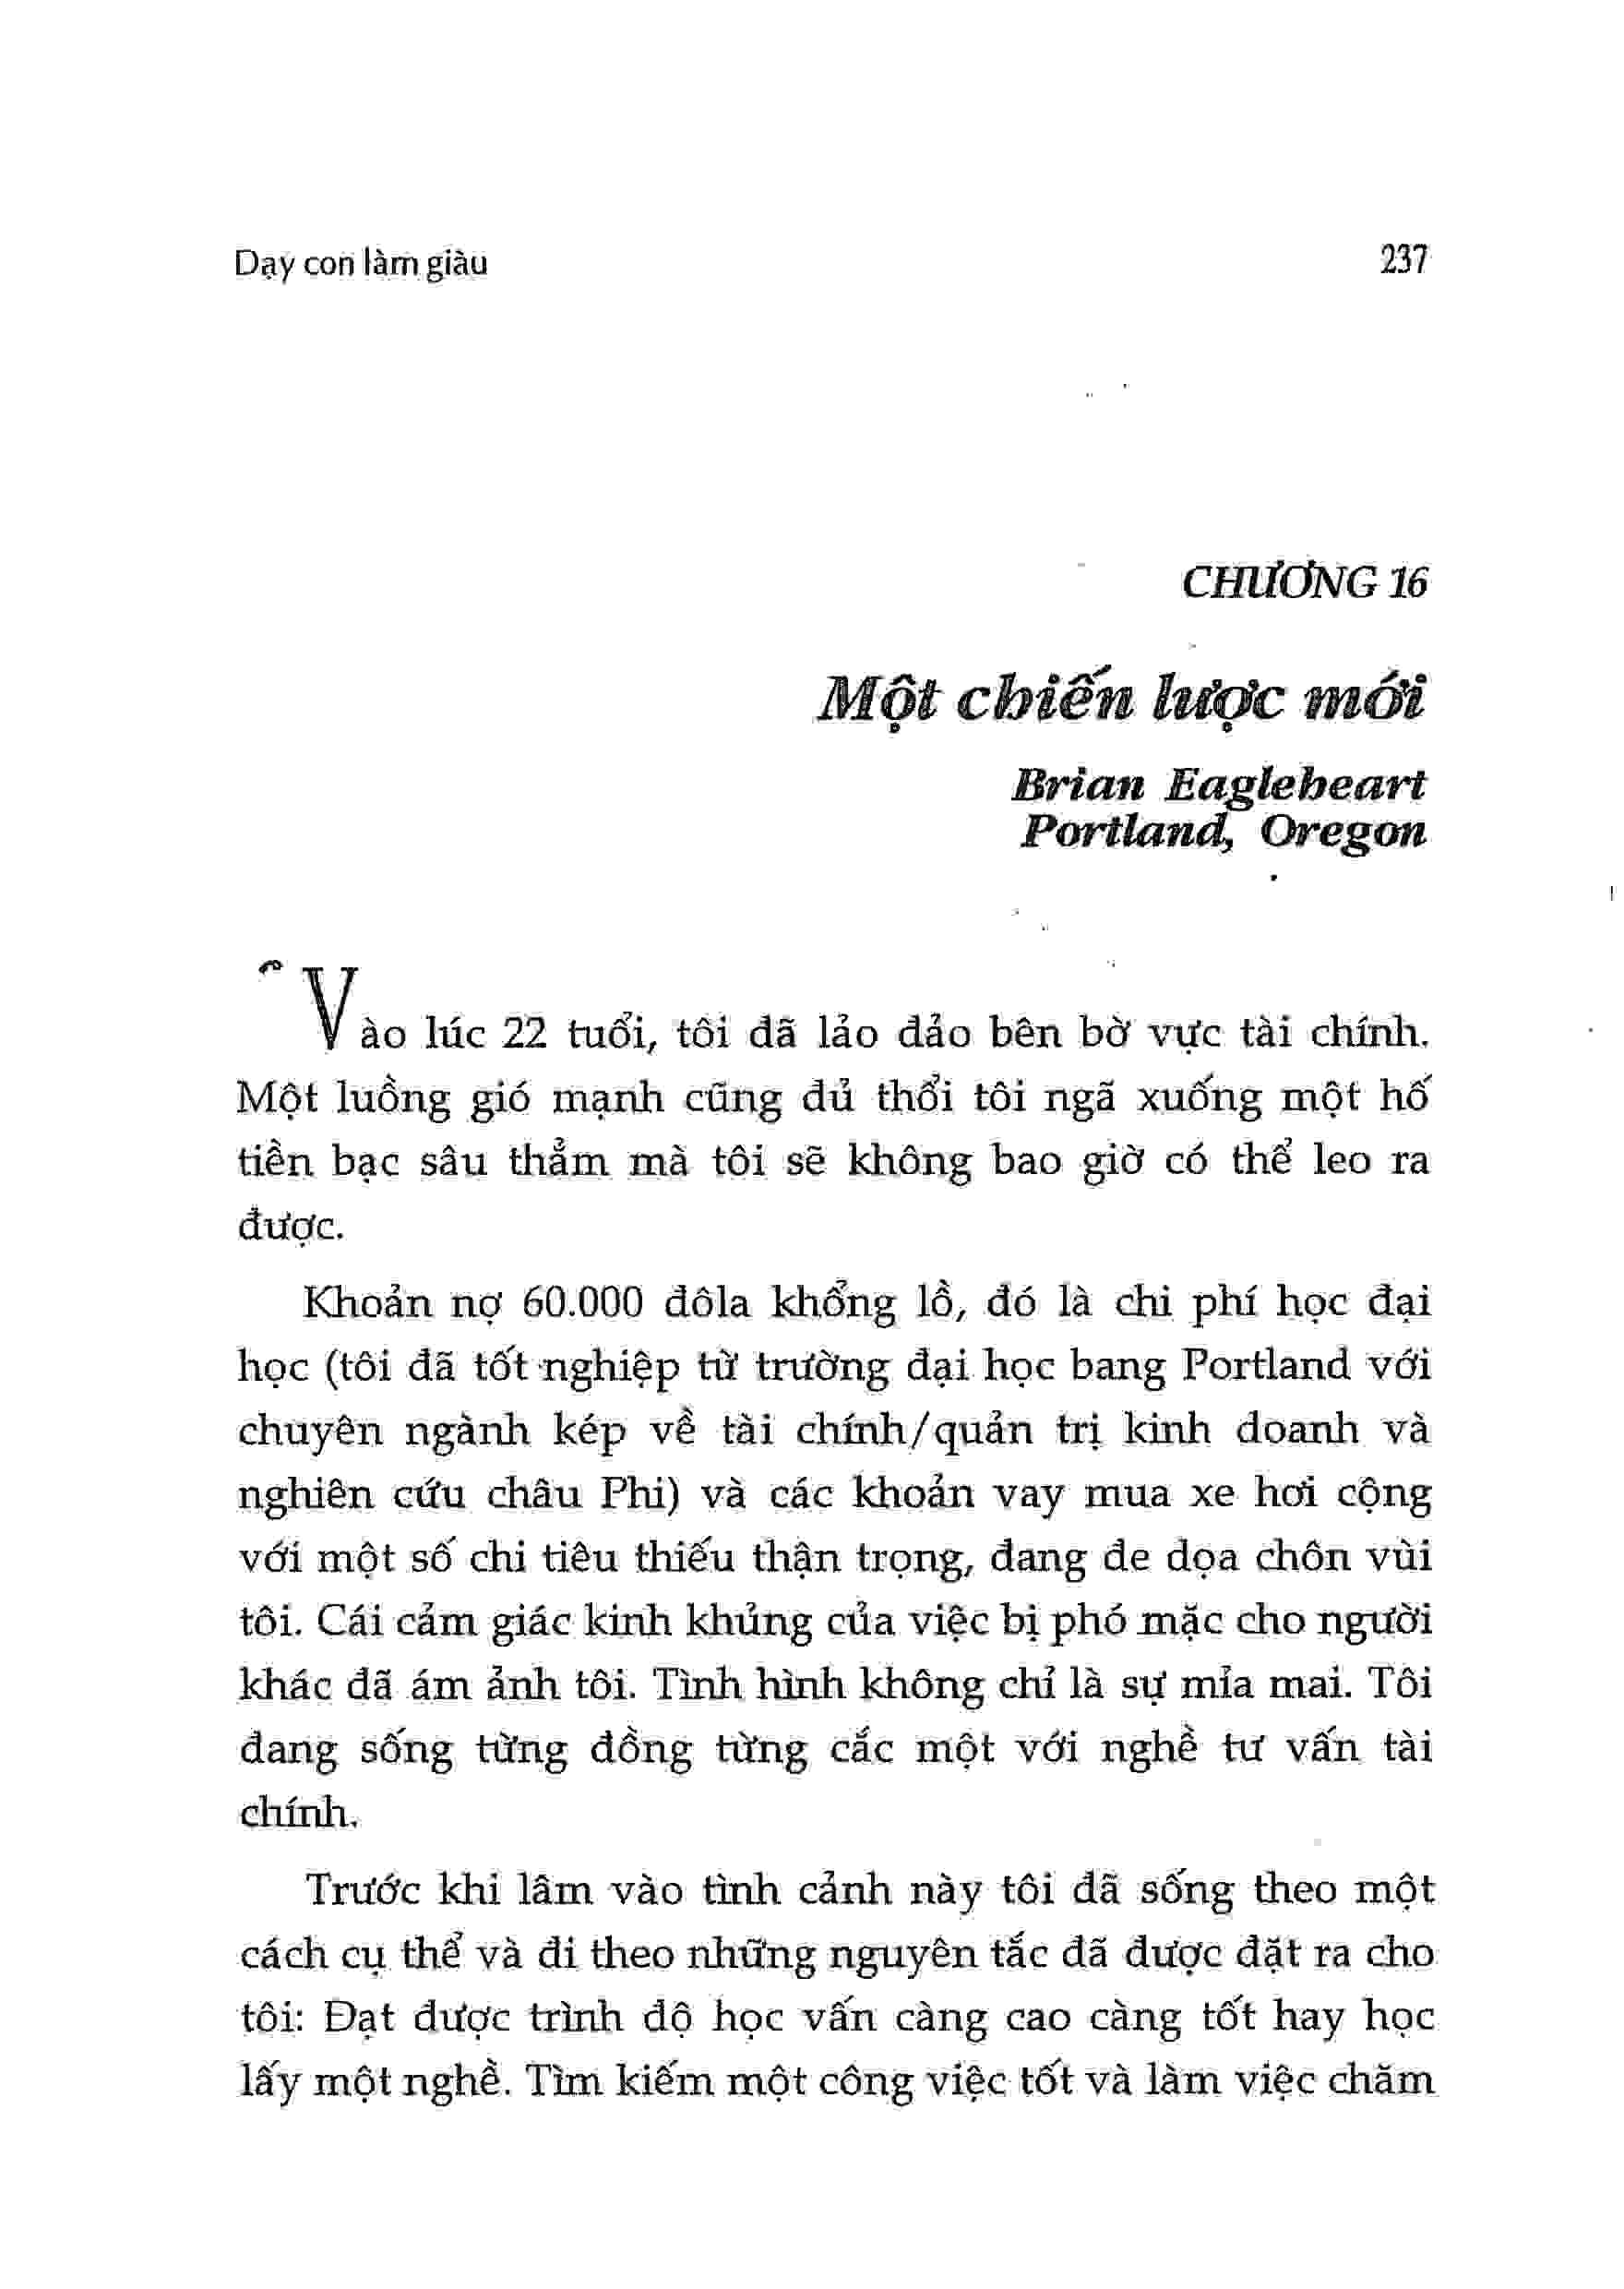 Dạy con làm giàu 237
CHƯƠNG 16
Một chiến lược mới
Brian Eagleheart
Portland, Oregon
Vào lúc 22 tuổi, tôi đã lảo đảo bên bờ vực tài chính.
Một luồng gió mạnh cũng đủ thổi tôi ngã xuống một hố
tiền bạc sâu thẳm mà tôi sẽ không bao giờ có thể leo ra
được.
Khoản nợ 60.000 đôla khổng lồ, đó là chi phí học đại
học (tôi đã tốt nghiệp từ trường đại học bang Portland với
chuyên ngành kép về tài chính/quản trị kinh doanh và
nghiên cứu châu Phi) và các khoản vay mua xe hơi cộng
với một số chi tiêu thiếu thận trọng, đang đe dọa chôn vùi
tôi. Cái cảm giác kinh khủng của việc bị phó mặc cho người
khác đã ám ảnh tôi. Tình hình không chỉ là sự mỉa mai. Tôi
đang sống từng đồng từng cắc một với nghề tư vấn tài
chính.
Trước khi lâm vào tình cảnh này tôi đã sống theo một
cách cụ thể và đi theo những nguyên tắc đã được đặt ra cho
tôi: Đạt được trình độ học vấn càng cao càng tốt hay học
lấy một nghề. Tìm kiếm một công việc tốt và làm việc chăm